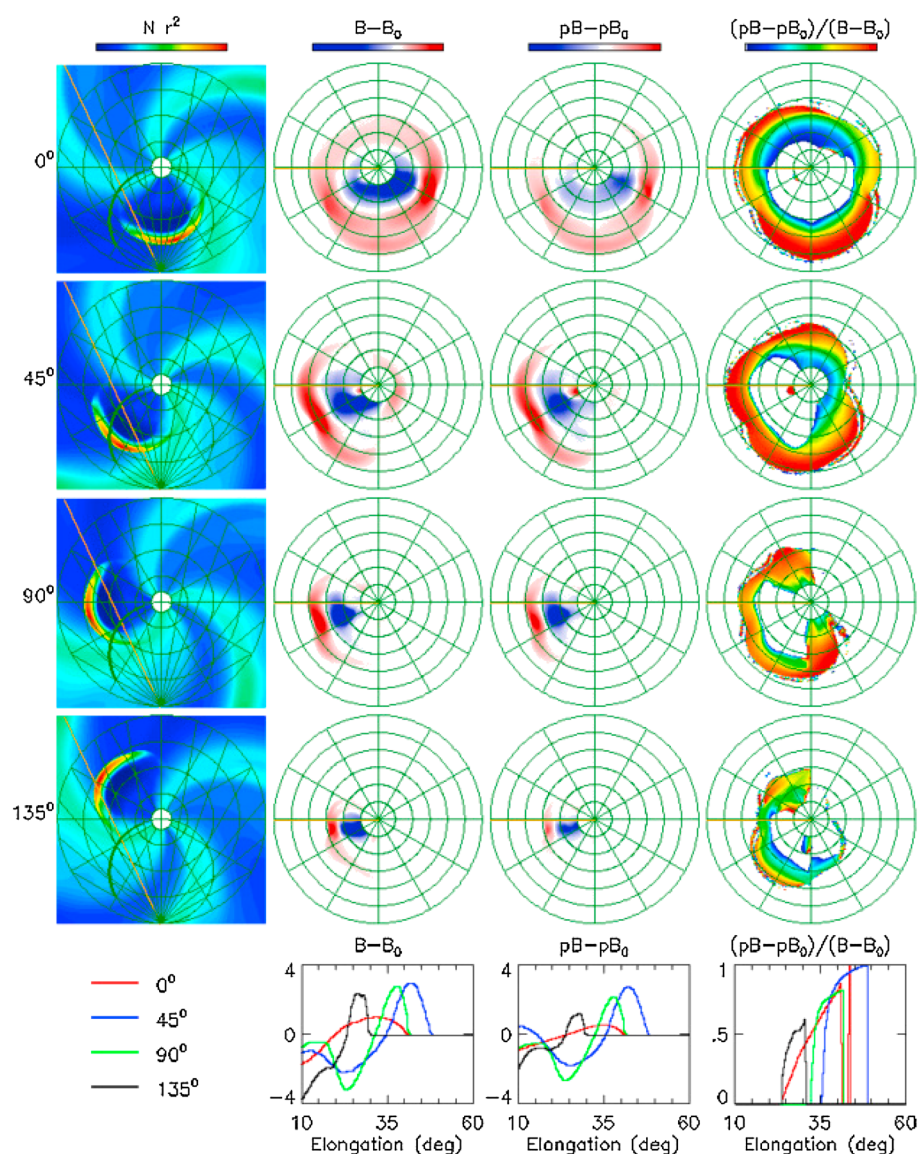 N r² B−B₀ pB−pB₀ (pB−pB₀)/(B−B₀)
0°
45°
90°
135°
B−B₀ pB−pB₀ (pB−pB₀)/(B−B₀)
0°
45°
90°
135°
4 4 1
0 0 .5
−4 −4 0
10 35 60 10 35 60 10 35 60
Elongation (deg) Elongation (deg) Elongation (deg)